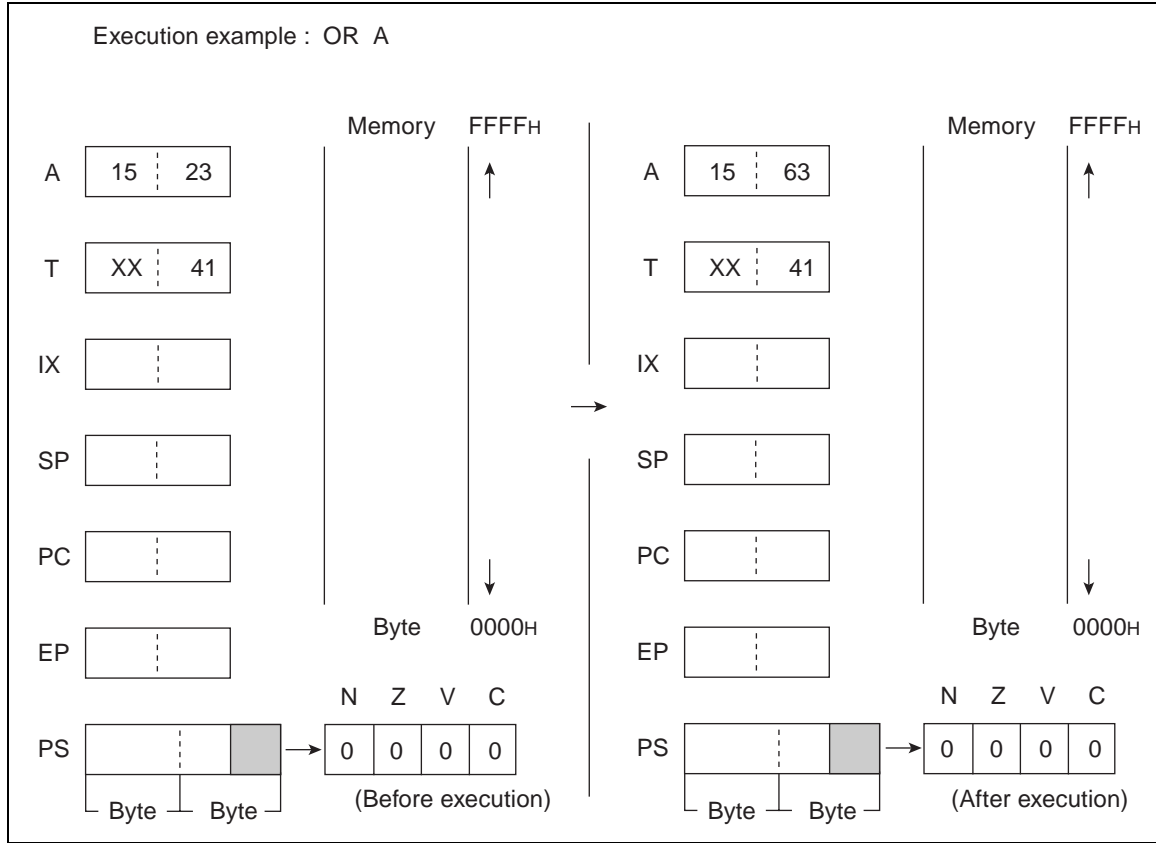 Execution example : OR A
Memory FFFFH
A 15 23
T XX 41
IX
SP
PC
Byte 0000H
EP
N Z V C
PS 0 0 0 0
Byte Byte (Before execution)
Memory FFFFH
A 15 63
T XX 41
IX
SP
PC
Byte 0000H
EP
N Z V C
PS 0 0 0 0
Byte Byte (After execution)